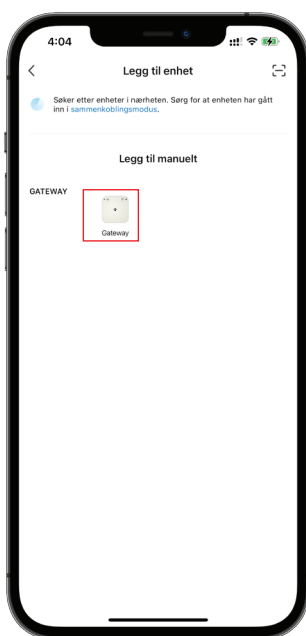 4:04
Legg til enhet
Søker etter enheter i nærheten. Sørg for at enheten har gått
inn i sammenkoblingsmodus.
Legg til manuelt
GATEWAY
Gateway